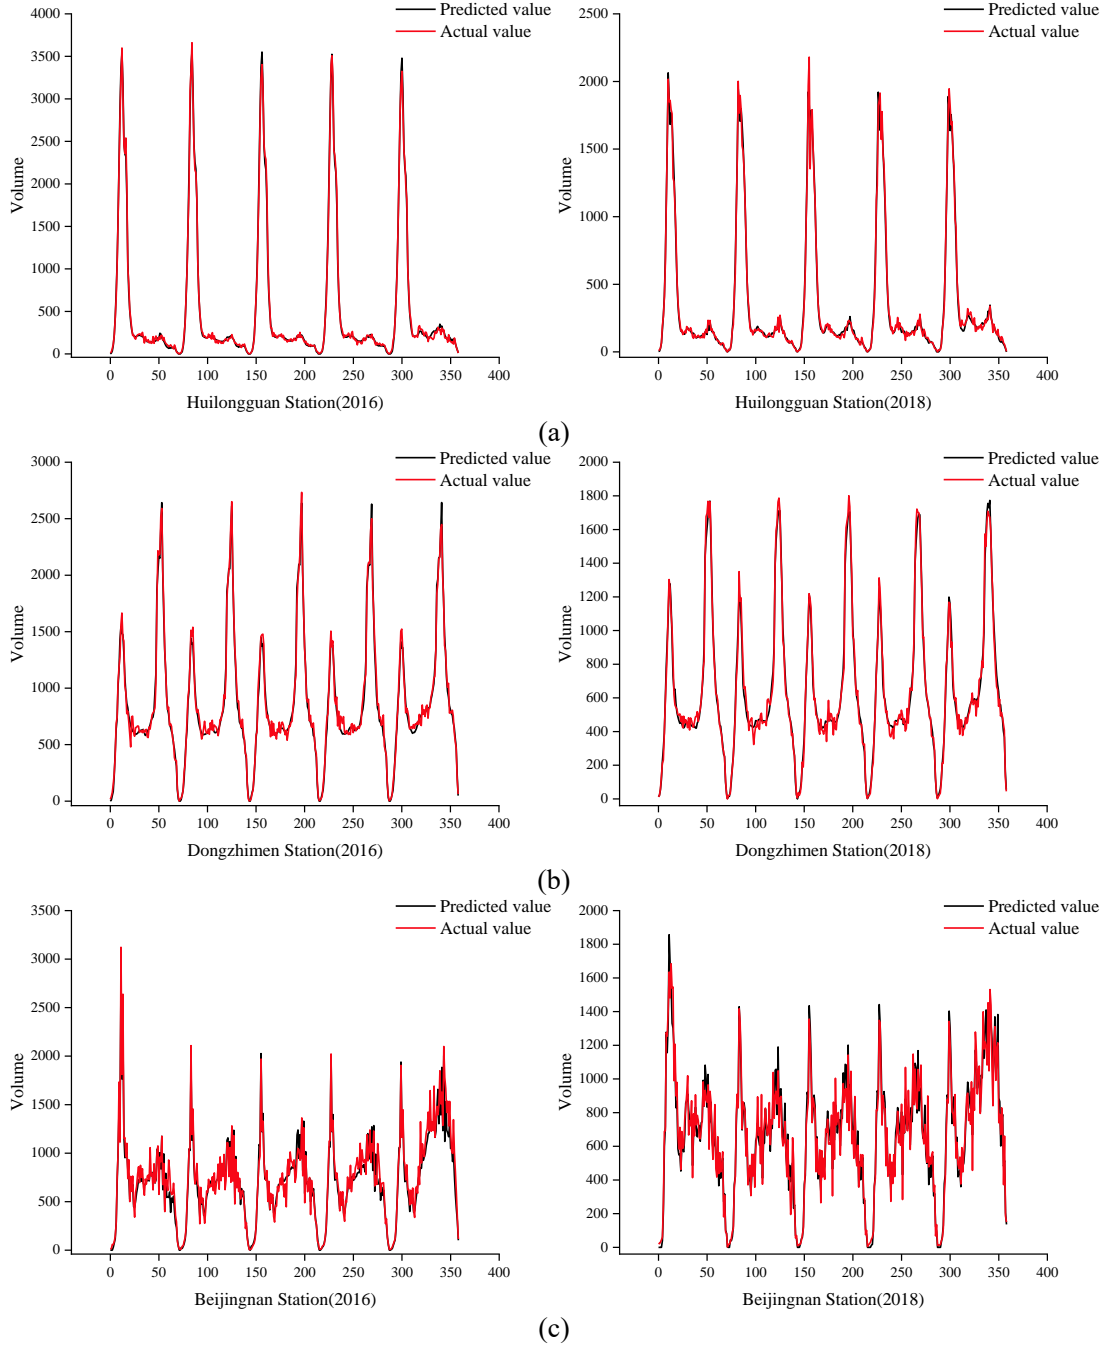 Predicted value
Actual value
4000
3500
3000
2500
2000
1500
1000
500
0
Volume
0 50 100 150 200 250 300 350 400
Huilongguan Station(2016)
Predicted value
Actual value
2500
2000
1500
1000
500
0
Volume
0 50 100 150 200 250 300 350 400
Huilongguan Station(2018)
(a)
Predicted value
Actual value
3000
2500
2000
1500
1000
500
0
Volume
0 50 100 150 200 250 300 350 400
Dongzhimen Station(2016)
Predicted value
Actual value
2000
1800
1600
1400
1200
1000
800
600
400
200
0
Volume
0 50 100 150 200 250 300 350 400
Dongzhimen Station(2018)
(b)
Predicted value
Actual value
3500
3000
2500
2000
1500
1000
500
0
Volume
0 50 100 150 200 250 300 350 400
Beijingnan Station(2016)
Predicted value
Actual value
2000
1800
1600
1400
1200
1000
800
600
400
200
0
Volume
0 50 100 150 200 250 300 350 400
Beijingnan Station(2018)
(c)